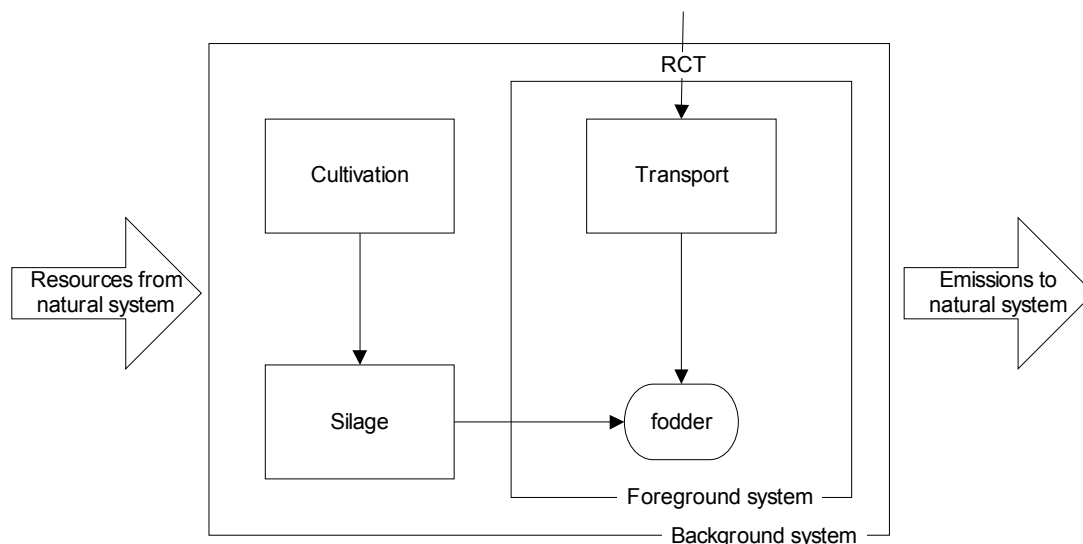 RCT
Cultivation
Transport
Resources from
natural system
Emissions to
natural system
Silage
fodder
Foreground system
Background system